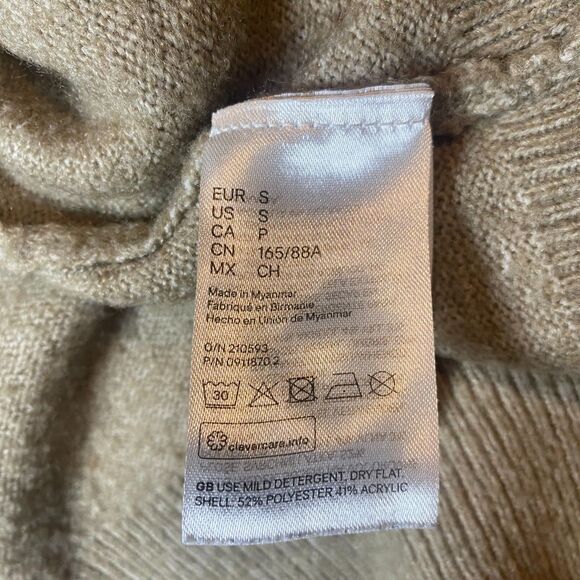 EUR S
US S
CA P
CN 165/88A
MX CH
Made in Myanmar
Fabriqué en Birmanie
Hecho en Unión de Myanmar
O/N 210593
P/N 0911870.2
30
clevercare.info
GB USE MILD DETERGENT. DRY FLAT.
SHELL: 52% POLYESTER 41% ACRYLIC